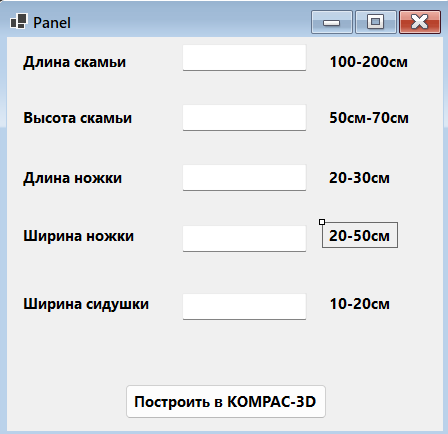 Panel
Длина скамьи 100-200см
Высота скамьи 50см-70см
Длина ножки 20-30см
Ширина ножки 20-50см
Ширина сидушки 10-20см
Построить в KOMPAC-3D